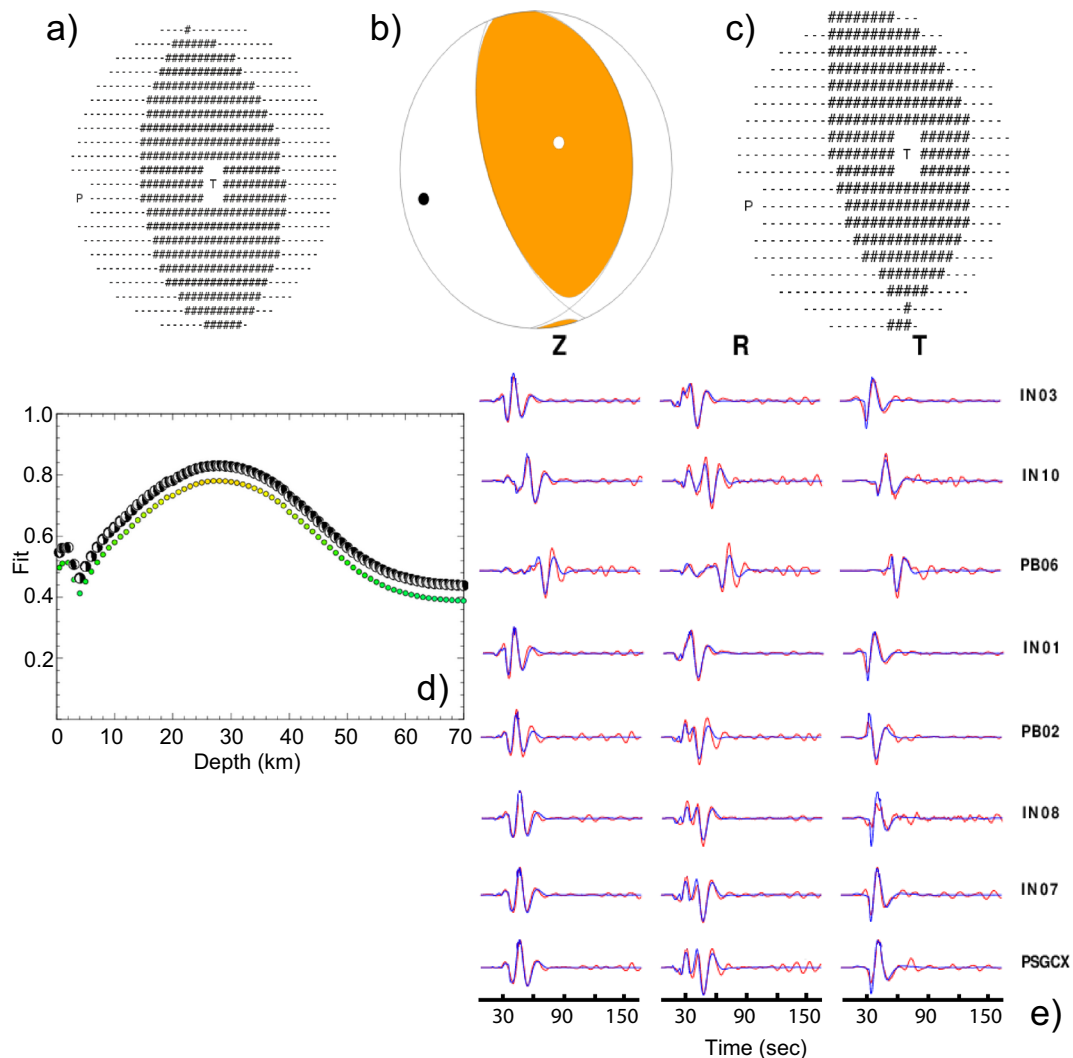 a)
b)
c)
T
P
T
P
Z R T
IN03
IN10
PB06
IN01
PB02
IN08
IN07
PSGCX
1.0
0.8
0.6
0.4
0.2
Fit
0 10 20 30 40 50 60 70
Depth (km)
d)
30 90 150 30 90 150 30 90 150
Time (sec)
e)